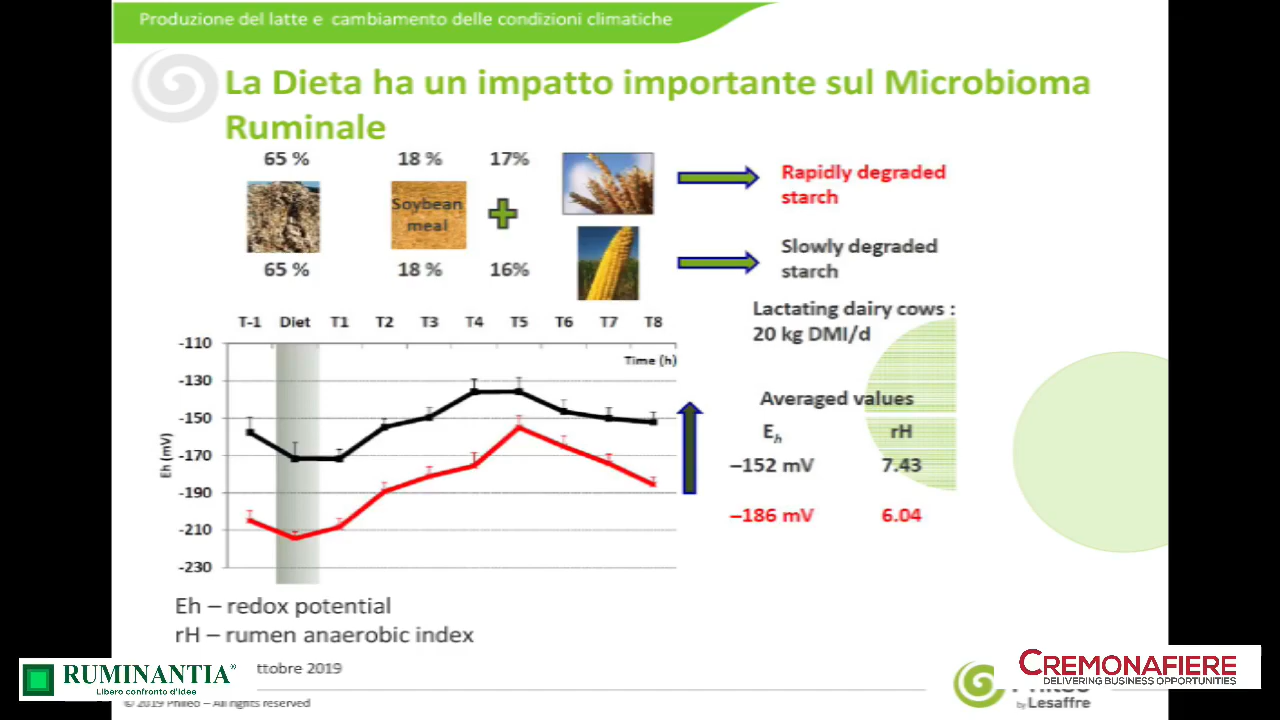 Produzione del latte e cambiamento delle condizioni climatiche
La Dieta ha un impatto importante sul Microbioma
Ruminale
65 % 18 % 17%
Soybean
meal
65 % 18 % 16%
Rapidly degraded
starch
Slowly degraded
starch
Lactating dairy cows :
20 kg DMI/d
T-1 Diet T1 T2 T3 T4 T5 T6 T7 T8
Time (h)
-110
-130
-150
-170
-190
-210
-230
Eh (mV)
Averaged values
Eh rH
–152 mV 7.43
–186 mV 6.04
Eh – redox potential
rH – rumen anaerobic index
ttobre 2019
RUMINANTIA®
Libero confronto d'Idee
© 2019 Phileo – All rights reserved
CREMONAFIERE
DELIVERING BUSINESS OPPORTUNITIES
by Lesaffre